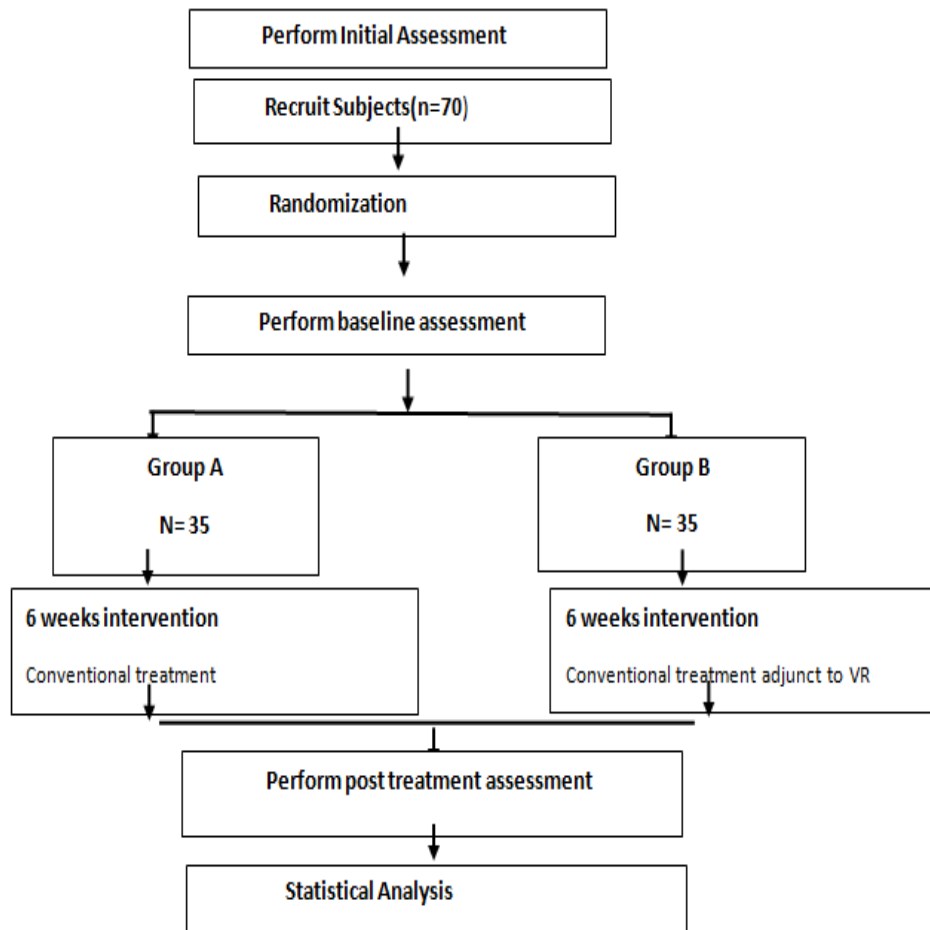 Perform Initial Assessment
Recruit Subjects(n=70)
Randomization
Perform baseline assessment
Group A
N= 35
Group B
N= 35
6 weeks intervention
Conventional treatment
6 weeks intervention
Conventional treatment adjunct to VR
Perform post treatment assessment
Statistical Analysis